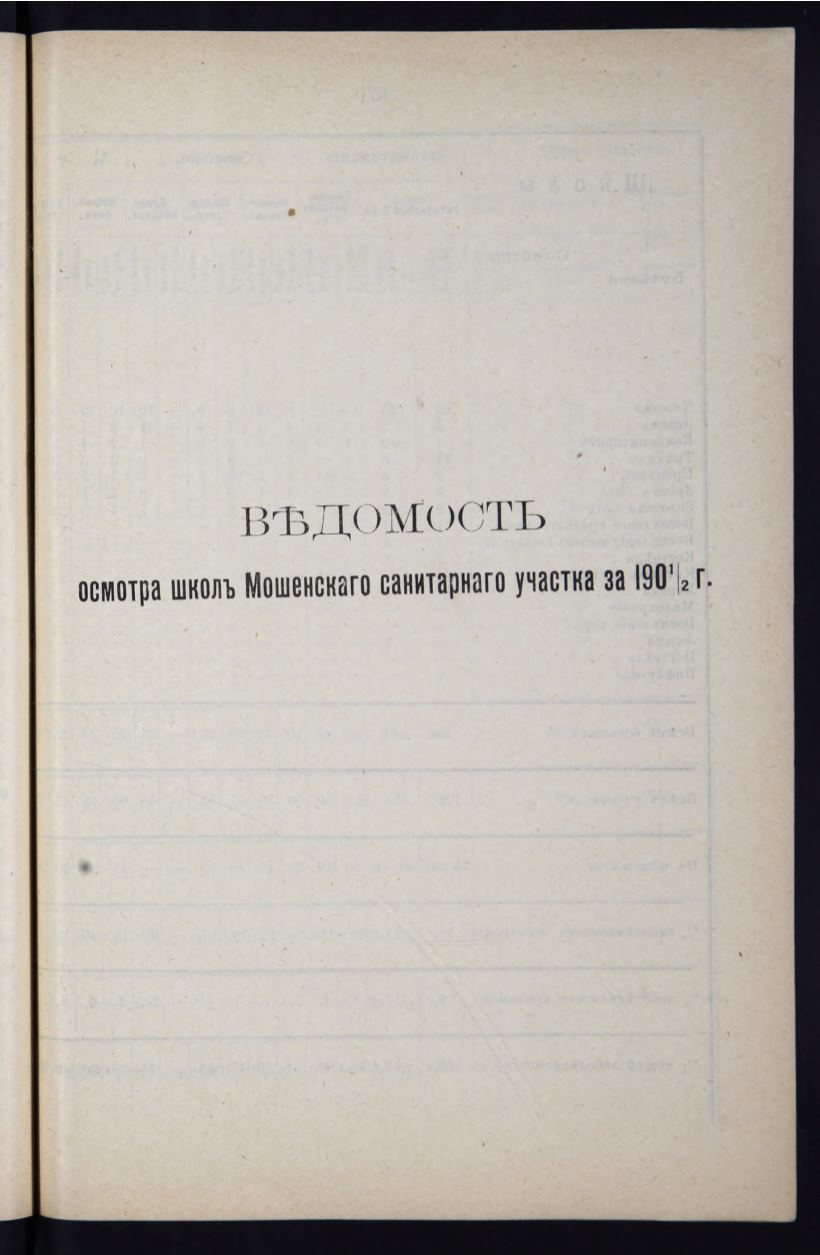 ВѢДОМОСТЬ
осмотра школъ Мошенскаго санитарнаго участка за 190¹|₂ г.